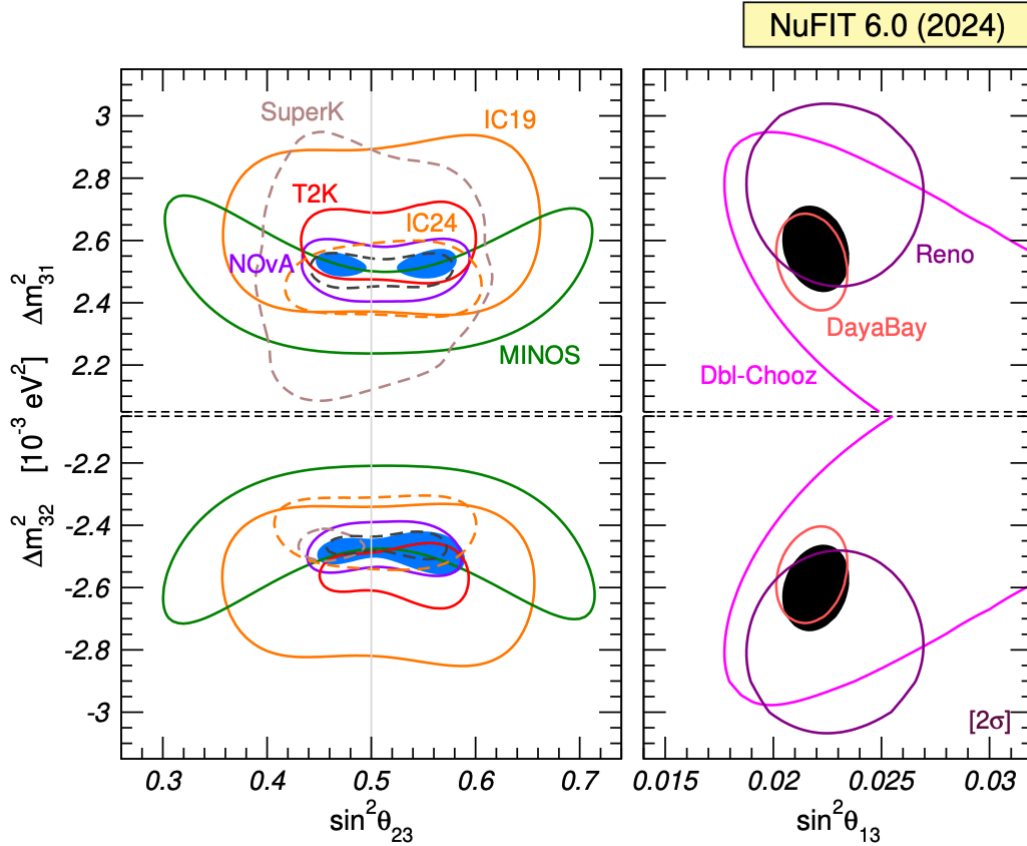 NuFIT 6.0 (2024)
SuperK
IC19
T2K
IC24
NOvA
MINOS
Reno
DayaBay
Dbl-Chooz
[2σ]
3
2.8
2.6
2.4
2.2
-2.2
-2.4
-2.6
-2.8
-3
Δm²₃₂ [10⁻³ eV²] Δm²₃₁
0.3 0.4 0.5 0.6 0.7
0.015 0.02 0.025 0.03
sin²θ₂₃
sin²θ₁₃